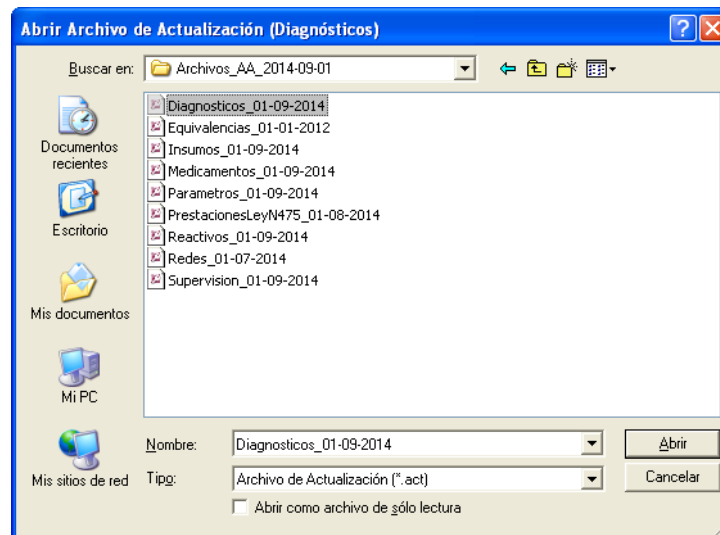 Abrir Archivo de Actualización (Diagnósticos)
Buscar en: Archivos_AA_2014-09-01
Diagnosticos_01-09-2014
Equivalencias_01-01-2012
Insumos_01-09-2014
Medicamentos_01-09-2014
Parametros_01-09-2014
PrestacionesLeyN475_01-08-2014
Reactivos_01-09-2014
Redes_01-07-2014
Supervision_01-09-2014
Documentos
recientes
Escritorio
Mis documentos
Mi PC
Mis sitios de red
Nombre: Diagnosticos_01-09-2014 Abrir
Tipo: Archivo de Actualización (*.act) Cancelar
Abrir como archivo de sólo lectura